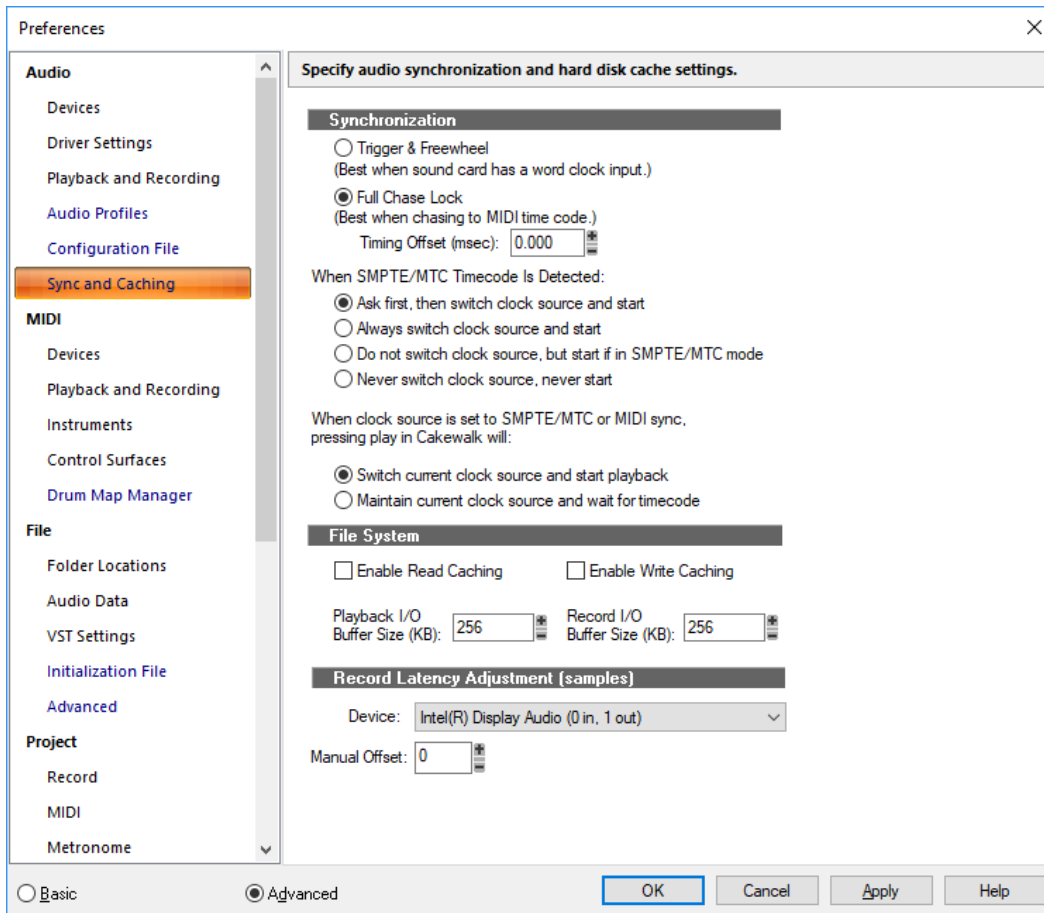 Preferences
Audio
Devices
Driver Settings
Playback and Recording
Audio Profiles
Configuration File
Sync and Caching
MIDI
Devices
Playback and Recording
Instruments
Control Surfaces
Drum Map Manager
File
Folder Locations
Audio Data
VST Settings
Initialization File
Advanced
Project
Record
MIDI
Metronome
Specify audio synchronization and hard disk cache settings.
Synchronization
Trigger & Freewheel
(Best when sound card has a word clock input.)
Full Chase Lock
(Best when chasing to MIDI time code.)
Timing Offset (msec): 0.000
When SMPTE/MTC Timecode Is Detected:
Ask first, then switch clock source and start
Always switch clock source and start
Do not switch clock source, but start if in SMPTE/MTC mode
Never switch clock source, never start
When clock source is set to SMPTE/MTC or MIDI sync,
pressing play in Cakewalk will:
Switch current clock source and start playback
Maintain current clock source and wait for timecode
File System
Enable Read Caching Enable Write Caching
Playback I/O
Buffer Size (KB): 256
Record I/O
Buffer Size (KB): 256
Record Latency Adjustment (samples)
Device: Intel(R) Display Audio (0 in, 1 out)
Manual Offset: 0
Basic Advanced OK Cancel Apply Help